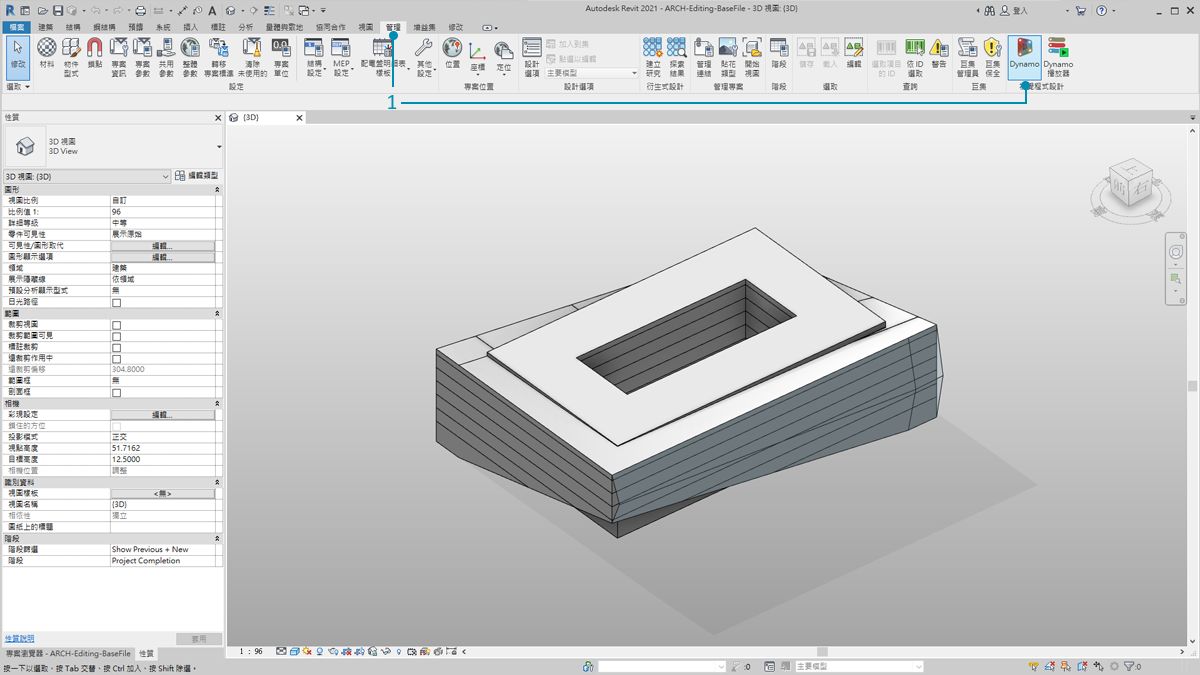 Autodesk Revit 2021 - ARCH-Editing-BaseFile - 3D 視圖: {3D}
登入
檔案 建築 結構 鋼結構 預鑄 系統 插入 標註 分析 量體與敷地 協同合作 視圖 管理 增益集 修改
修改
材料
物件型式
鎖點
專案資訊
專案參數
共用參數
整體參數
轉移專案標準
清除未使用的
專案單位
結構設定
MEP設定
配電盤明細表樣板
其他設定
位置
座標
定位
設計選項
加入到集
點選以編輯
主要模型
建立研究
探索結果
管理連結
貼花類型
開始視圖
階段
儲存
載入
編輯
選取項目的 ID
依 ID 選取
警告
巨集管理員
巨集保全
Dynamo
Dynamo播放器
選取
設定
專案位置
設計選項
衍生式設計
管理專案
階段
選取
查詢
巨集
視覺程式設計
1
性質
{3D}
3D 視圖
3D View
3D 視圖: {3D}
編輯類型
圖形
視圖比例 自訂
比例值 1: 96
詳細等級 中等
零件可見性 展示原始
可見性/圖形取代 編輯...
圖形顯示選項 編輯...
領域 建築
展示隱藏線 依領域
預設分析顯示型式 無
日光路徑
範圍
裁剪視圖
裁剪範圍可見
標註裁剪
遠裁剪作用中
遠裁剪偏移 304.8000
範圍框 無
剖面框
相機
彩現設定 編輯...
鎖住的方位
投影模式 正交
視點高度 51.7162
目標高度 12.5000
相機位置 調整
識別資料
視圖樣板 <無>
視圖名稱 {3D}
相依性 獨立
圖紙上的標題
階段
階段篩選 Show Previous + New
階段 Project Completion
性質說明
套用
專案瀏覽器 - ARCH-Editing-BaseFile 性質
1 : 96
按一下以選取，按 Tab 交替、按 Ctrl 加入、按 Shift 除選。
:0
主要模型
:0
上
前
右